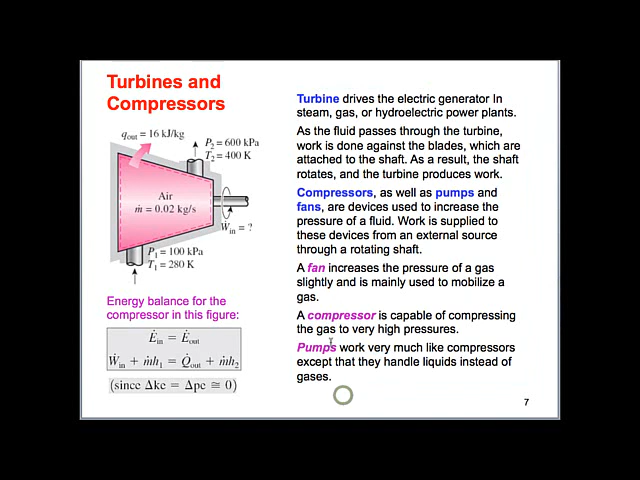 Turbines and
Compressors
qout = 16 kJ/kg
P2 = 600 kPa
T2 = 400 K
Air
ṁ = 0.02 kg/s
Ẇin = ?
P1 = 100 kPa
T1 = 280 K
Energy balance for the
compressor in this figure:
Ėin = Ėout
Ẇin + ṁh1 = Q̇out + ṁh2
(since Δke = Δpe ≅ 0)
Turbine drives the electric generator In
steam, gas, or hydroelectric power plants.
As the fluid passes through the turbine,
work is done against the blades, which are
attached to the shaft. As a result, the shaft
rotates, and the turbine produces work.
Compressors, as well as pumps and
fans, are devices used to increase the
pressure of a fluid. Work is supplied to
these devices from an external source
through a rotating shaft.
A fan increases the pressure of a gas
slightly and is mainly used to mobilize a
gas.
A compressor is capable of compressing
the gas to very high pressures.
Pumps work very much like compressors
except that they handle liquids instead of
gases.
7